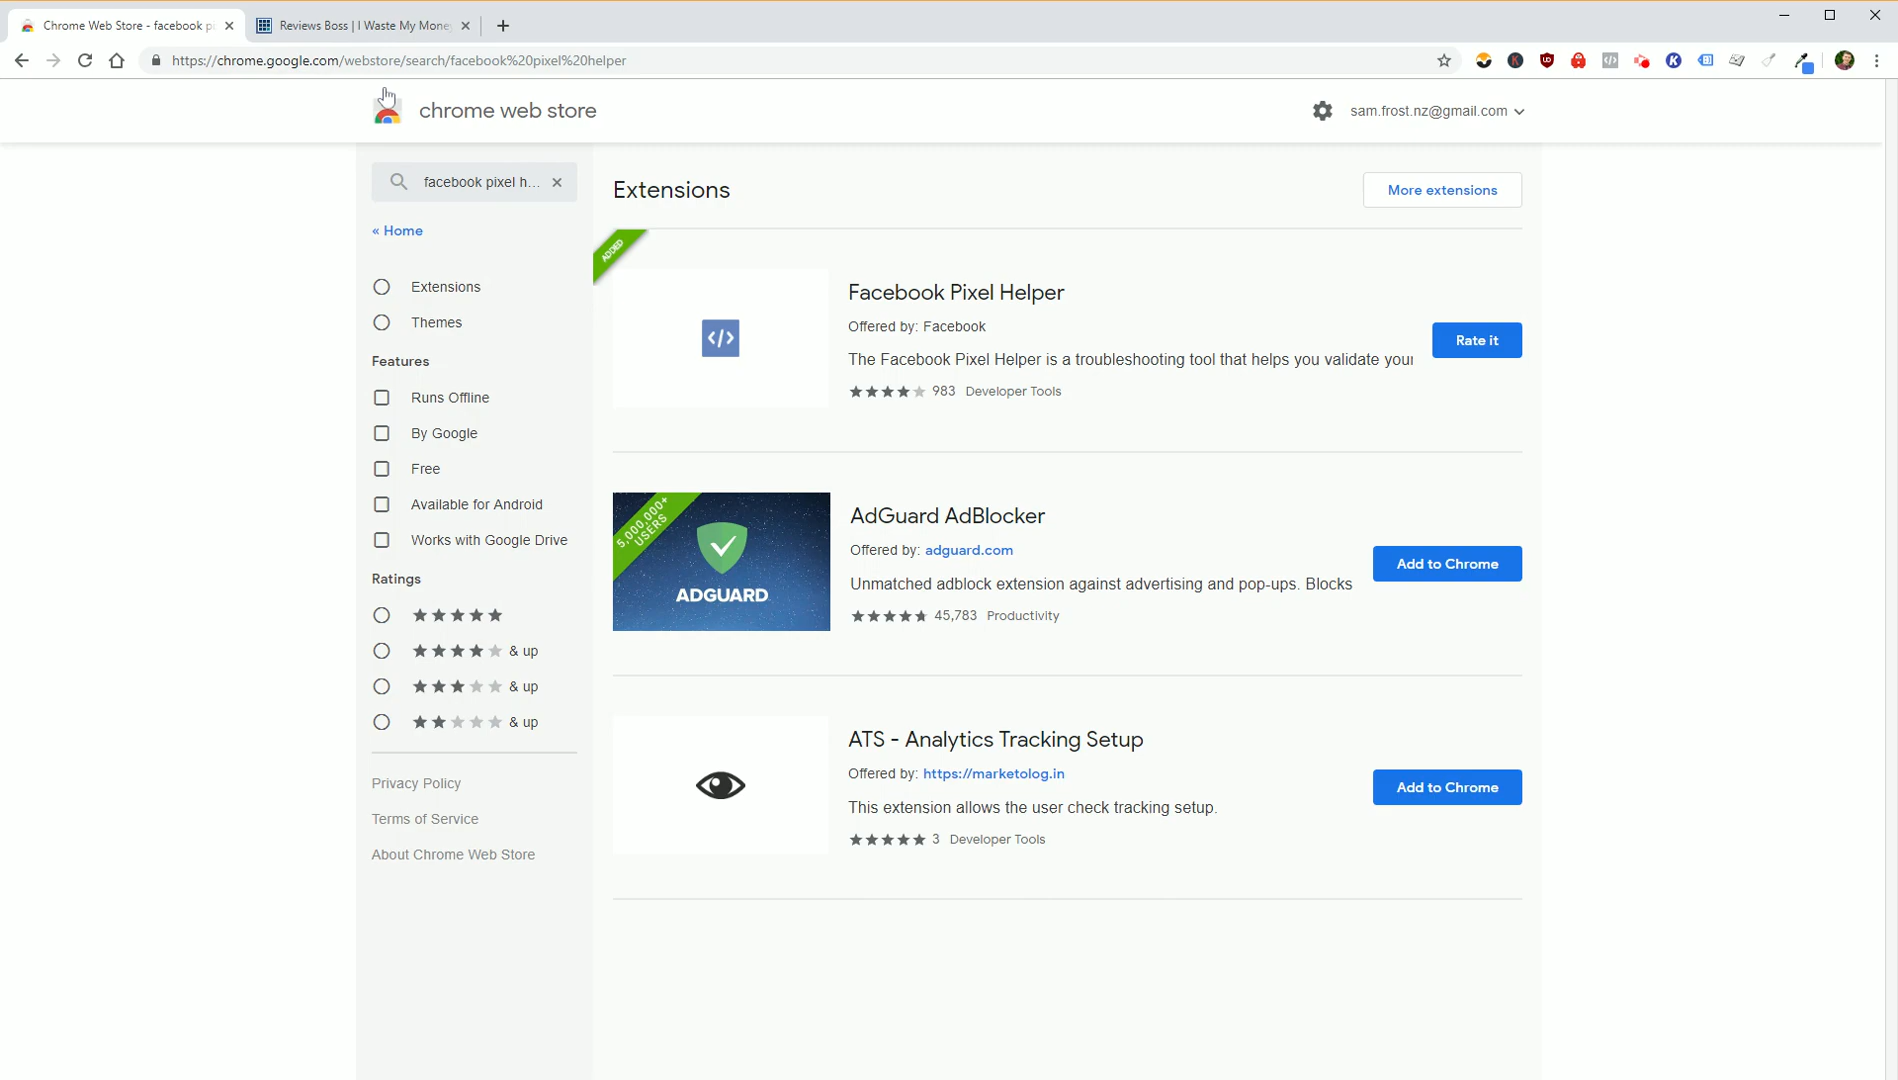 Chrome Web Store - facebook pi
Reviews Boss | I Waste My Money
https://chrome.google.com/webstore/search/facebook%20pixel%20helper
chrome web store
sam.frost.nz@gmail.com
facebook pixel h...
« Home
Extensions
Themes
Features
Runs Offline
By Google
Free
Available for Android
Works with Google Drive
Ratings
& up
& up
& up
Privacy Policy
Terms of Service
About Chrome Web Store
Extensions
More extensions
ADDED
Facebook Pixel Helper
Offered by: Facebook
The Facebook Pixel Helper is a troubleshooting tool that helps you validate your
983 Developer Tools
Rate it
5,000,000+
USERS
ADGUARD
AdGuard AdBlocker
Offered by: adguard.com
Unmatched adblock extension against advertising and pop-ups. Blocks
45,783 Productivity
Add to Chrome
ATS - Analytics Tracking Setup
Offered by: https://marketolog.in
This extension allows the user check tracking setup.
3 Developer Tools
Add to Chrome